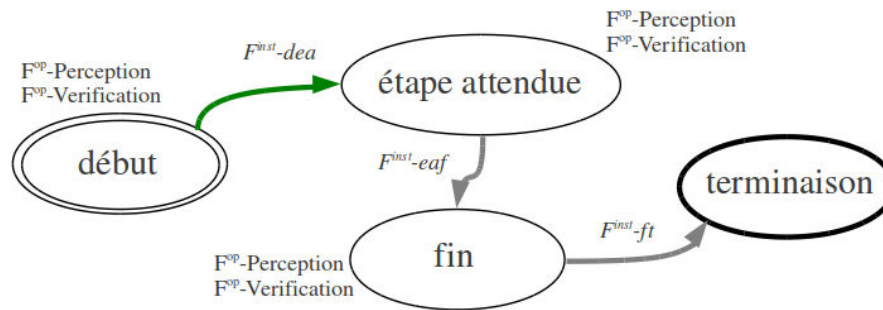 F^op-Perception
F^op-Verification
début
F^inst-dea
étape attendue
F^op-Perception
F^op-Verification
F^inst-eaf
F^op-Perception
F^op-Verification
fin
F^inst-ft
terminaison